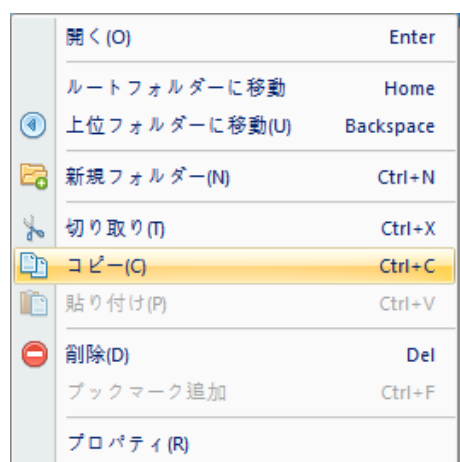 開く(O) Enter
ルートフォルダーに移動 Home
上位フォルダーに移動(U) Backspace
新規フォルダー(N) Ctrl+N
切り取り(T) Ctrl+X
コピー(C) Ctrl+C
貼り付け(P) Ctrl+V
削除(D) Del
ブックマーク追加 Ctrl+F
プロパティ(R)